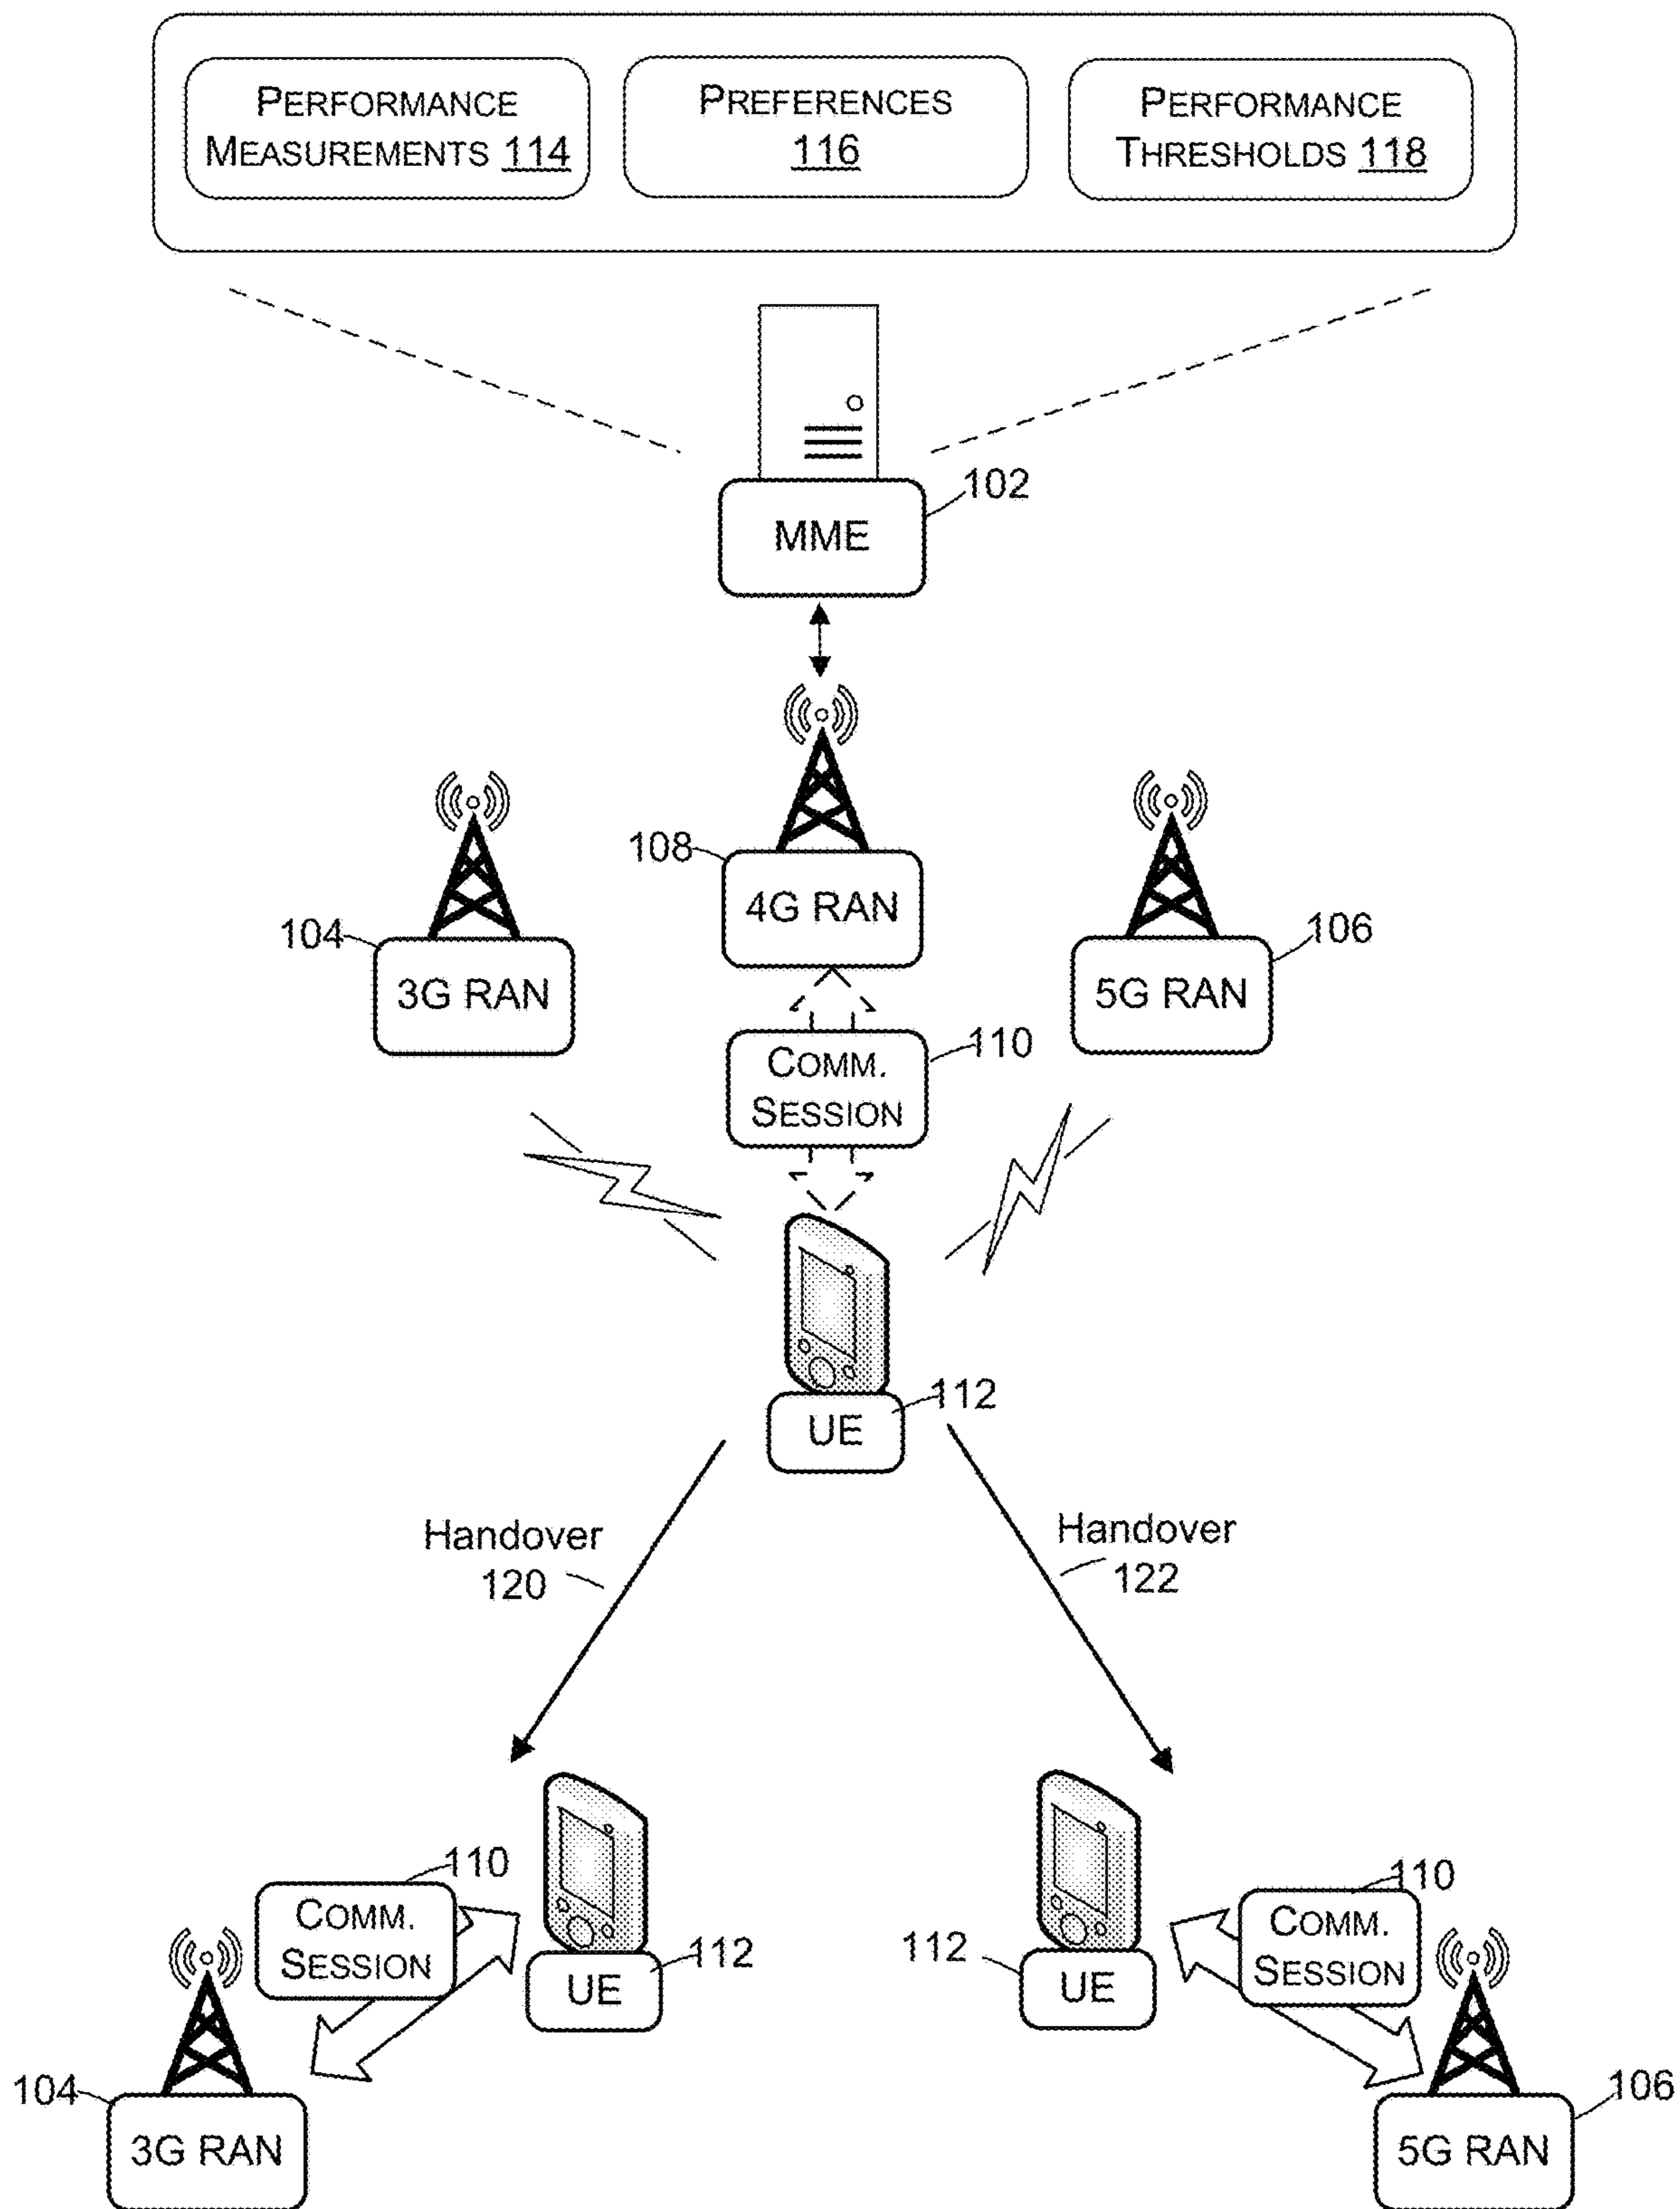 PERFORMANCE
MEASUREMENTS 114
PREFERENCES
116
PERFORMANCE
THRESHOLDS 118
102
MME
108
4G RAN
104
3G RAN
106
5G RAN
110
COMM.
SESSION
112
UE
Handover
120
Handover
122
110
COMM.
SESSION
112
UE
104
3G RAN
110
COMM.
SESSION
112
UE
106
5G RAN